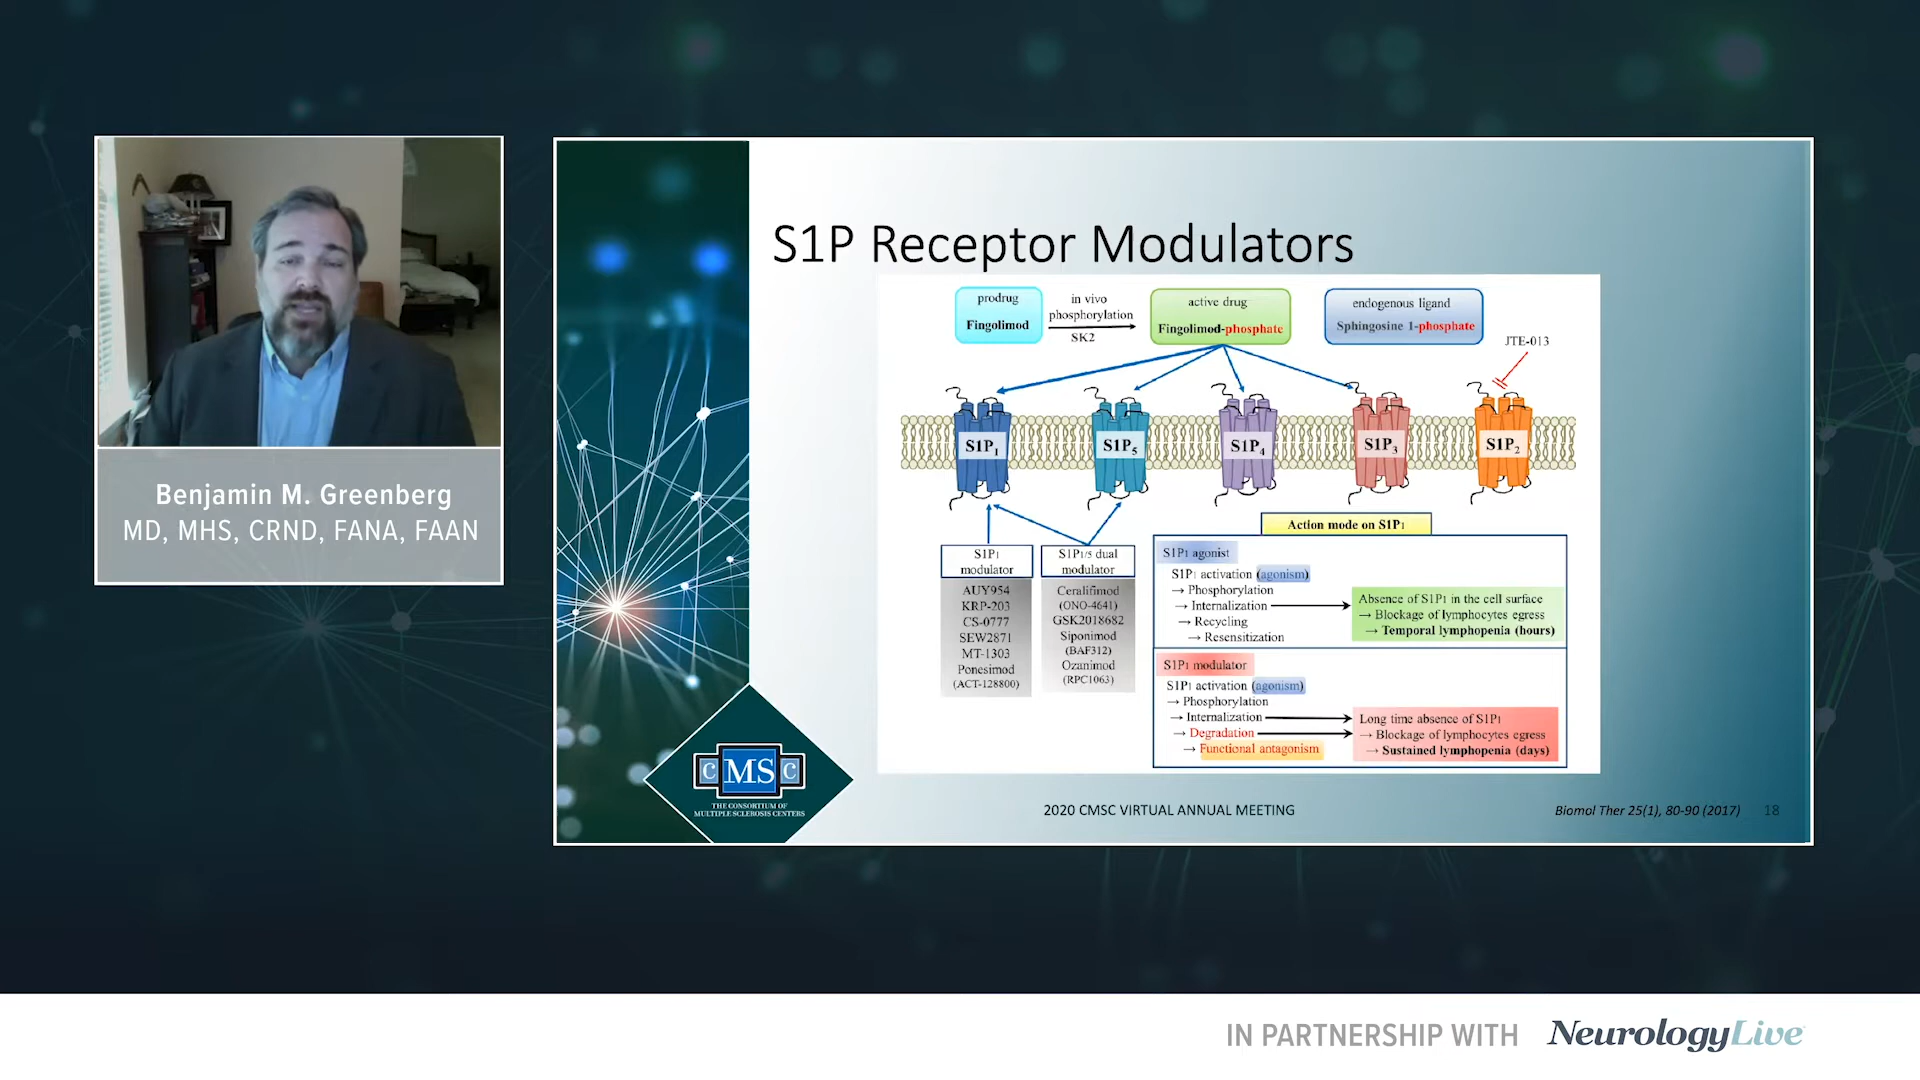 Benjamin M. Greenberg
MD, MHS, CRND, FANA, FAAN
S1P Receptor Modulators
prodrug
Fingolimod
in vivo
phosphorylation
SK2
active drug
Fingolimod-phosphate
endogenous ligand
Sphingosine 1-phosphate
JTE-013
S1P1
S1P5
S1P4
S1P3
S1P2
S1P1
modulator
AUY954
KRP-203
CS-0777
SEW2871
MT-1303
Ponesimod
(ACT-128800)
S1P1/5 dual
modulator
Ceralifimod
(ONO-4641)
GSK2018682
Siponimod
(BAF312)
Ozanimod
(RPC1063)
Action mode on S1P1
S1P1 agonist
S1P1 activation (agonism)
→ Phosphorylation
→ Internalization
→ Recycling
→ Resensitization
Absence of S1P1 in the cell surface
→ Blockage of lymphocytes egress
→ Temporal lymphopenia (hours)
S1P1 modulator
S1P1 activation (agonism)
→ Phosphorylation
→ Internalization
→ Degradation
→ Functional antagonism
Long time absence of S1P1
→ Blockage of lymphocytes egress
→ Sustained lymphopenia (days)
C MS C
THE CONSORTIUM OF
MULTIPLE SCLEROSIS CENTERS
2020 CMSC VIRTUAL ANNUAL MEETING
Biomol Ther 25(1), 80-90 (2017)
18
IN PARTNERSHIP WITH
NeurologyLive